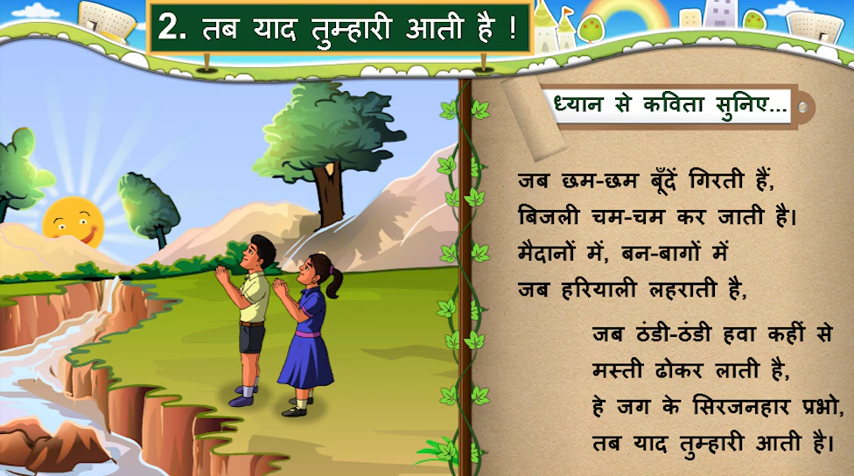 2. तब याद तुम्हारी आती है !
ध्यान से कविता सुनिए...
जब छम-छम बूँदें गिरती हैं,
बिजली चम-चम कर जाती है।
मैदानों में, बन-बागों में
जब हरियाली लहराती है,
जब ठंडी-ठंडी हवा कहीं से
मस्ती ढोकर लाती है,
हे जग के सिरजनहार प्रभो,
तब याद तुम्हारी आती है।